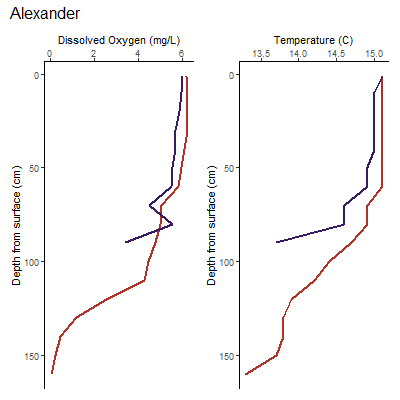 Alexander
Dissolved Oxygen (mg/L)
0 2 4 6
Depth from surface (cm)
0
50
100
150
Temperature (C)
13.5 14.0 14.5 15.0
Depth from surface (cm)
0
50
100
150